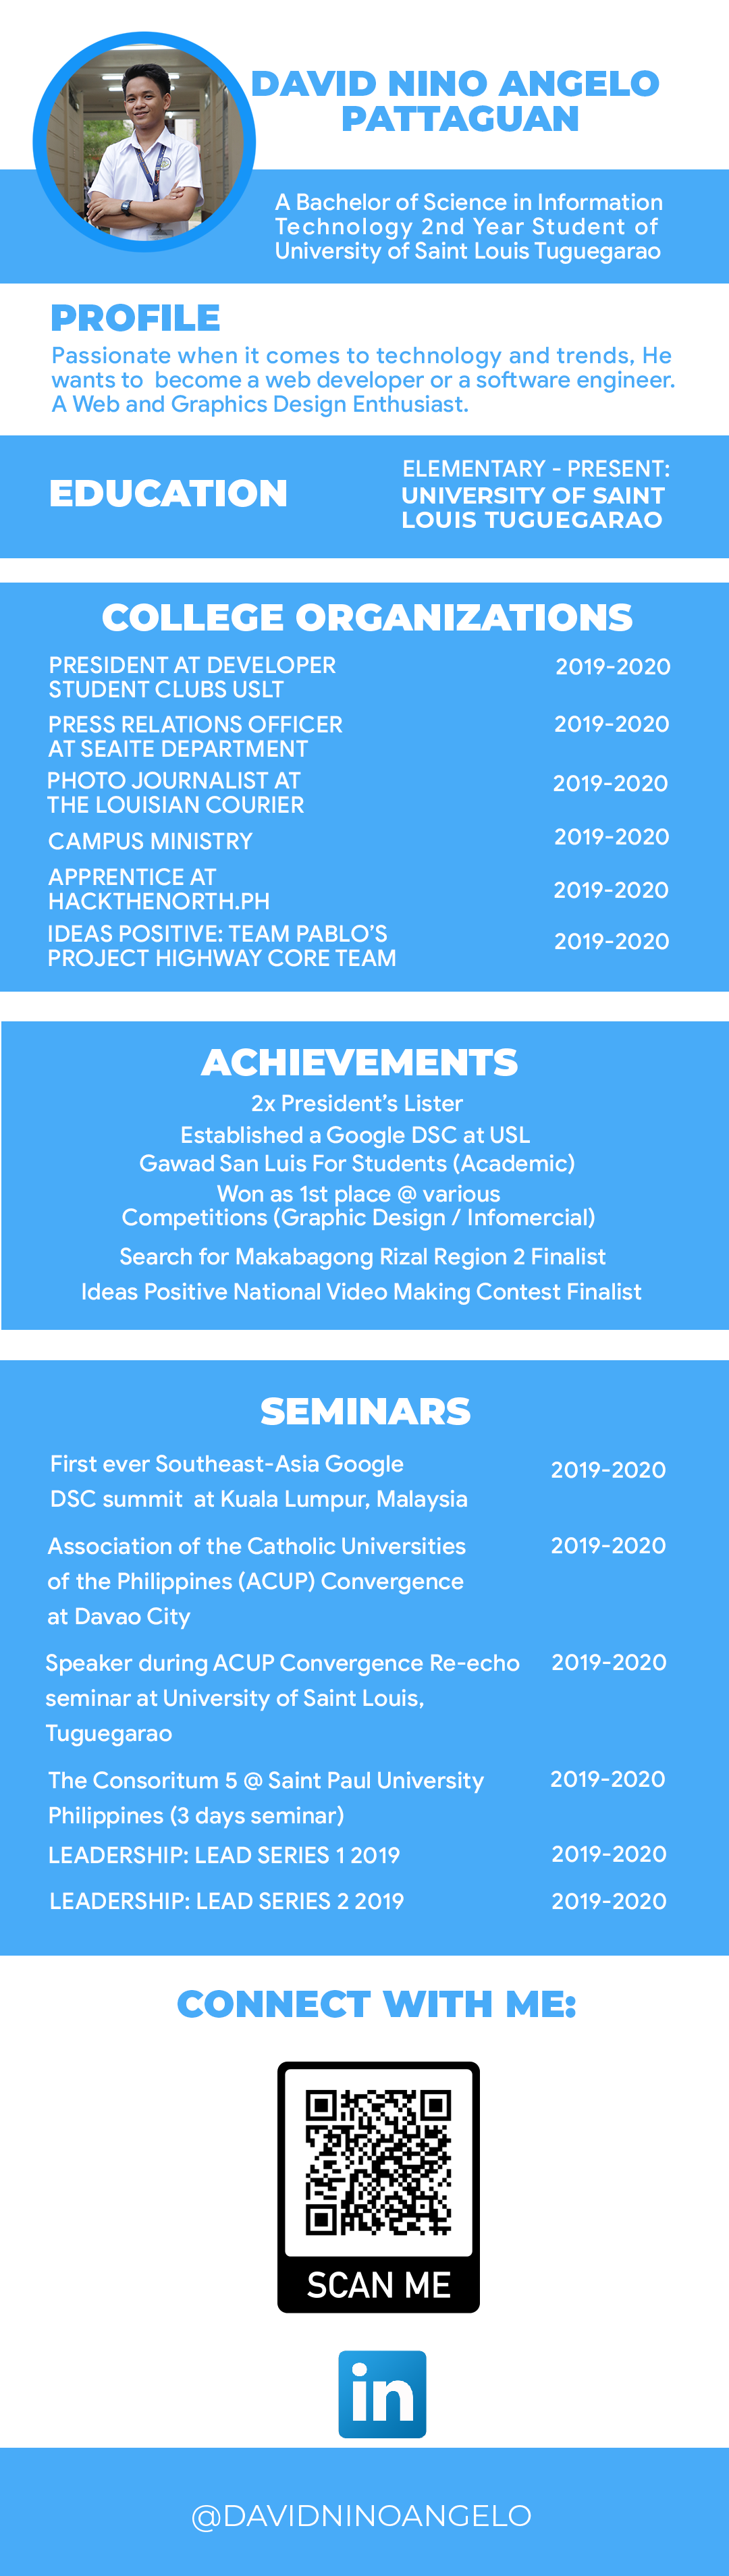 DAVID NINO ANGELO
PATTAGUAN
A Bachelor of Science in Information
Technology 2nd Year Student of
University of Saint Louis Tuguegarao
PROFILE
Passionate when it comes to technology and trends, He
wants to become a web developer or a software engineer.
A Web and Graphics Design Enthusiast.
EDUCATION
ELEMENTARY - PRESENT:
UNIVERSITY OF SAINT
LOUIS TUGUEGARAO
COLLEGE ORGANIZATIONS
PRESIDENT AT DEVELOPER
STUDENT CLUBS USLT
2019-2020
PRESS RELATIONS OFFICER
AT SEAITE DEPARTMENT
2019-2020
PHOTO JOURNALIST AT
THE LOUISIAN COURIER
2019-2020
CAMPUS MINISTRY
2019-2020
APPRENTICE AT
HACKTHENORTH.PH
2019-2020
IDEAS POSITIVE: TEAM PABLO'S
PROJECT HIGHWAY CORE TEAM
2019-2020
ACHIEVEMENTS
2x President's Lister
Established a Google DSC at USL
Gawad San Luis For Students (Academic)
Won as 1st place @ various
Competitions (Graphic Design / Infomercial)
Search for Makabagong Rizal Region 2 Finalist
Ideas Positive National Video Making Contest Finalist
SEMINARS
First ever Southeast-Asia Google
DSC summit at Kuala Lumpur, Malaysia
2019-2020
Association of the Catholic Universities
of the Philippines (ACUP) Convergence
at Davao City
2019-2020
Speaker during ACUP Convergence Re-echo
seminar at University of Saint Louis,
Tuguegarao
2019-2020
The Consoritum 5 @ Saint Paul University
Philippines (3 days seminar)
2019-2020
LEADERSHIP: LEAD SERIES 1 2019
2019-2020
LEADERSHIP: LEAD SERIES 2 2019
2019-2020
CONNECT WITH ME:
SCAN ME
in
@DAVIDNINOANGELO